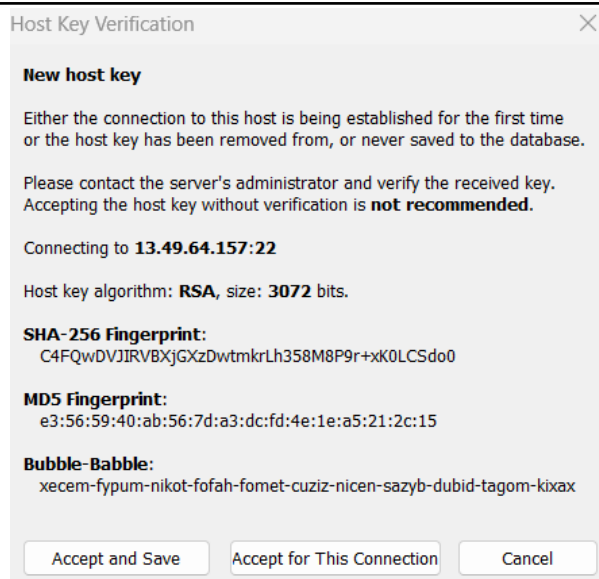 Host Key Verification
New host key
Either the connection to this host is being established for the first time
or the host key has been removed from, or never saved to the database.
Please contact the server's administrator and verify the received key.
Accepting the host key without verification is not recommended.
Connecting to 13.49.64.157:22
Host key algorithm: RSA, size: 3072 bits.
SHA-256 Fingerprint:
C4FQwDVJIRVBXjGXzDwtmkrLh358M8P9r+xK0LCSdo0
MD5 Fingerprint:
e3:56:59:40:ab:56:7d:a3:dc:fd:4e:1e:a5:21:2c:15
Bubble-Babble:
xecem-fypum-nikot-fofah-fomet-cuziz-nicen-sazyb-dubid-tagom-kixax
Accept and Save Accept for This Connection Cancel